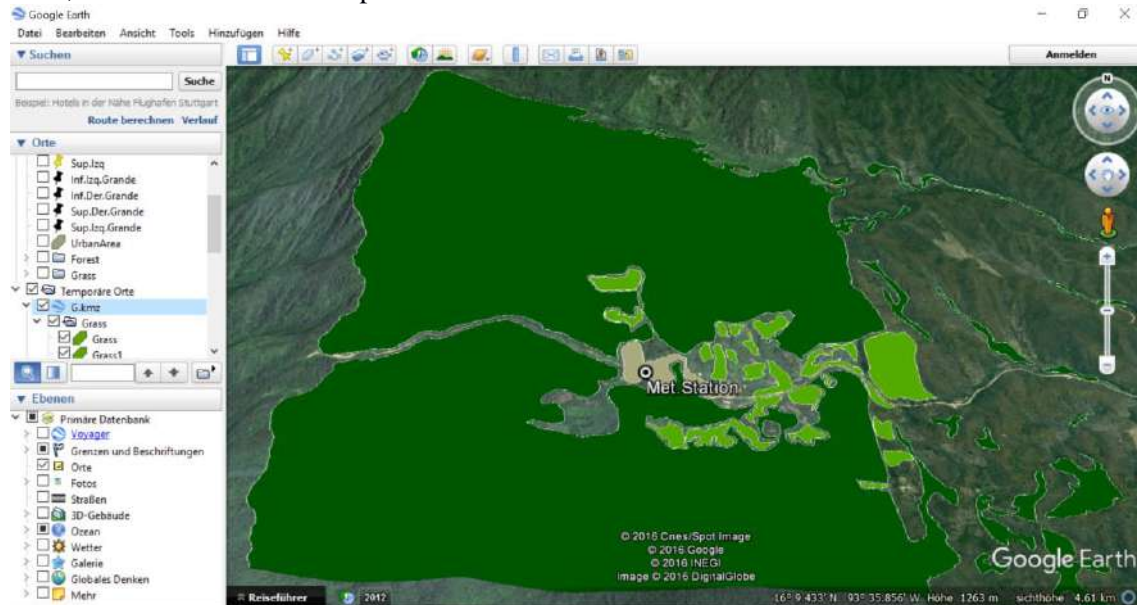 Google Earth
Datei Bearbeiten Ansicht Tools Hinzufügen Hilfe
Suchen
Anmelden
Suche
Beispiel: Hotels in der Nähe Flughafen Stuttgart
Route berechnen Verlauf
Orte
Sup.Izq
Inf.Izq.Grande
Inf.Der.Grande
Sup.Der.Grande
Sup.Izq.Grande
UrbanArea
Forest
Grass
Temporäre Orte
G.kmz
Grass
Grass
Grass1
Ebenen
Primäre Datenbank
Voyager
Grenzen und Beschriftungen
Orte
Fotos
Straßen
3D-Gebäude
Ozean
Wetter
Galerie
Globales Denken
Mehr
N
Met.Station
© 2016 Cnes/Spot Image
© 2016 Google
© 2016 INEGI
Image © 2016 DigitalGlobe
Google Earth
Reiseführer 2012
16° 9.433' N 93° 35.856' W Höhe 1263 m sichthöhe 4.61 km